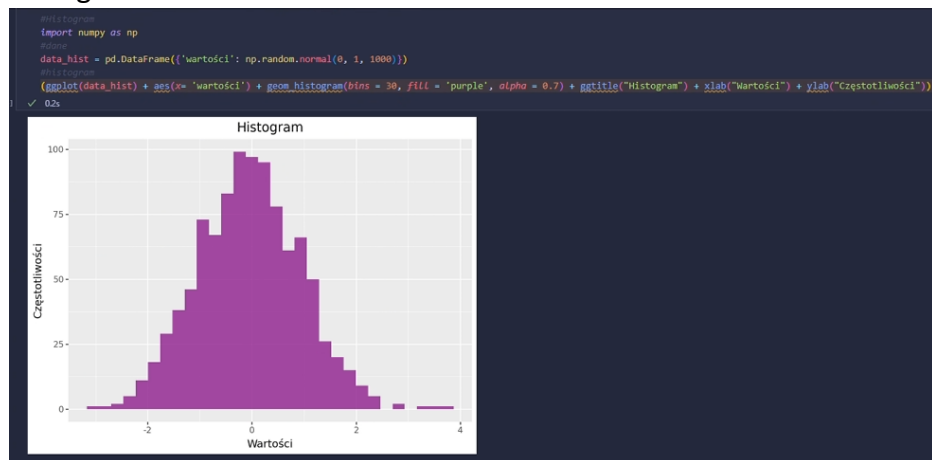 #Histogram
import numpy as np
#dane
data_hist = pd.DataFrame({'wartości': np.random.normal(0, 1, 1000)})
#histogram
(ggplot(data_hist) + aes(x= 'wartości') + geom_histogram(bins = 30, fill = 'purple', alpha = 0.7) + ggtitle("Histogram") + xlab("Wartości") + ylab("Częstotliwości"))
✓ 0.2s
Histogram
100
75
50
25
0
Częstotliwości
-2 0 2 4
Wartości